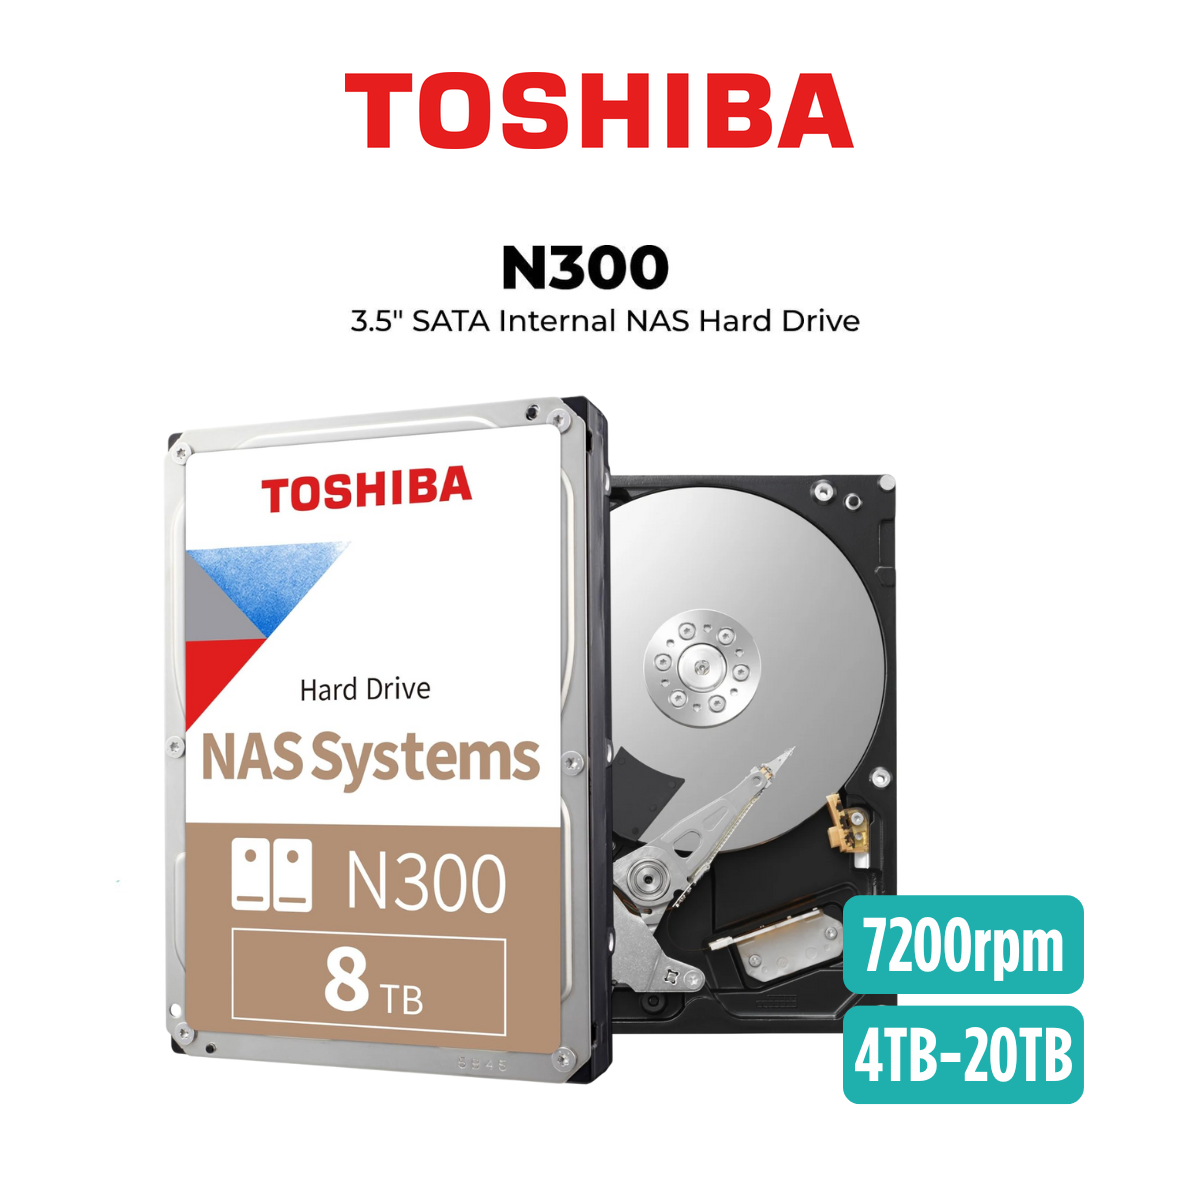 TOSHIBA
N300
3.5" SATA Internal NAS Hard Drive
TOSHIBA
Hard Drive
NAS Systems
N300
8 TB
7200rpm
4TB-20TB